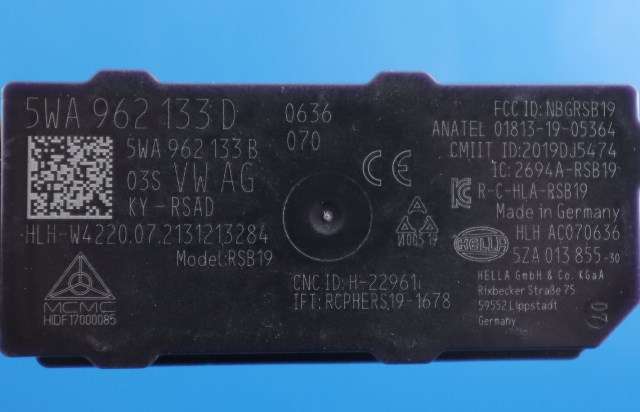 5WA 962 133 D
5WA 962 133 B
03S VW AG
KY-RSAD
HLH-W4220.07.2131213284
Model:RSB19
MCMC
HIDF17000085
0636
070
CE
CNC ID: H-22961
IFT: RCPHERS19-1678
FCC ID: NBGRSB19
ANATEL 01813-19-05364
CMIIT ID:2019DJ5474
IC:2694A-RSB19
R-C-HLA-RSB19
Made in Germany
HELLA
HLH AC070636
5ZA 013 855-30
HELLA GmbH & Co. KGaA
Rixbecker Straße 75
59552 Lippstadt
Germany